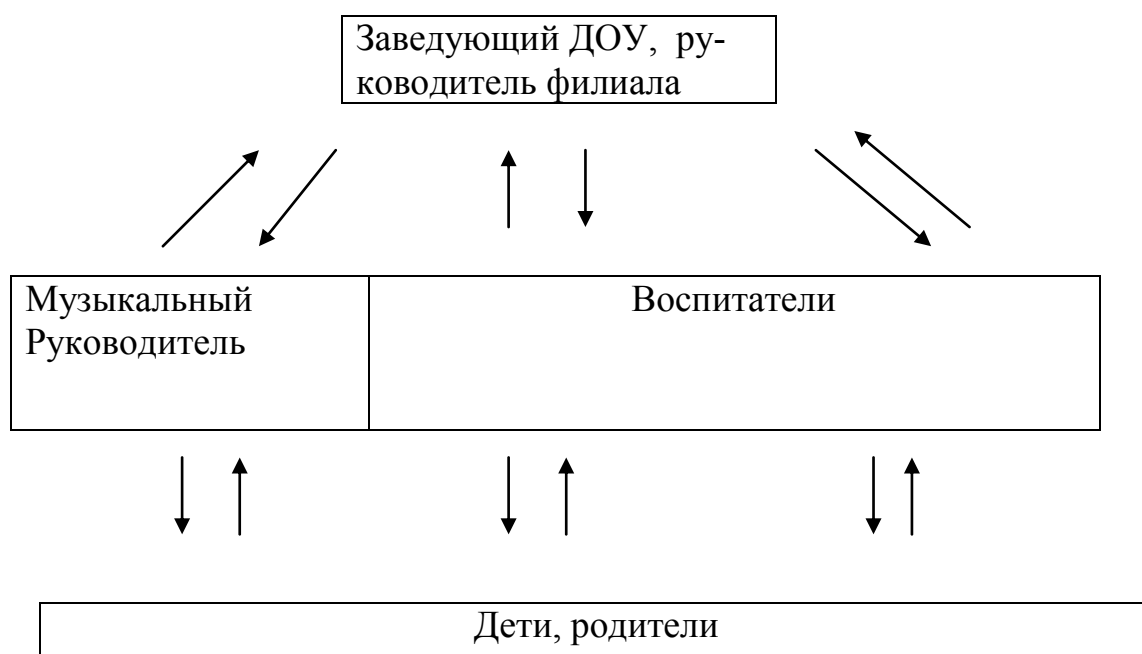 Заведующий ДОУ, ру-
ководитель филиала
Музыкальный
Руководитель
Воспитатели
Дети, родители